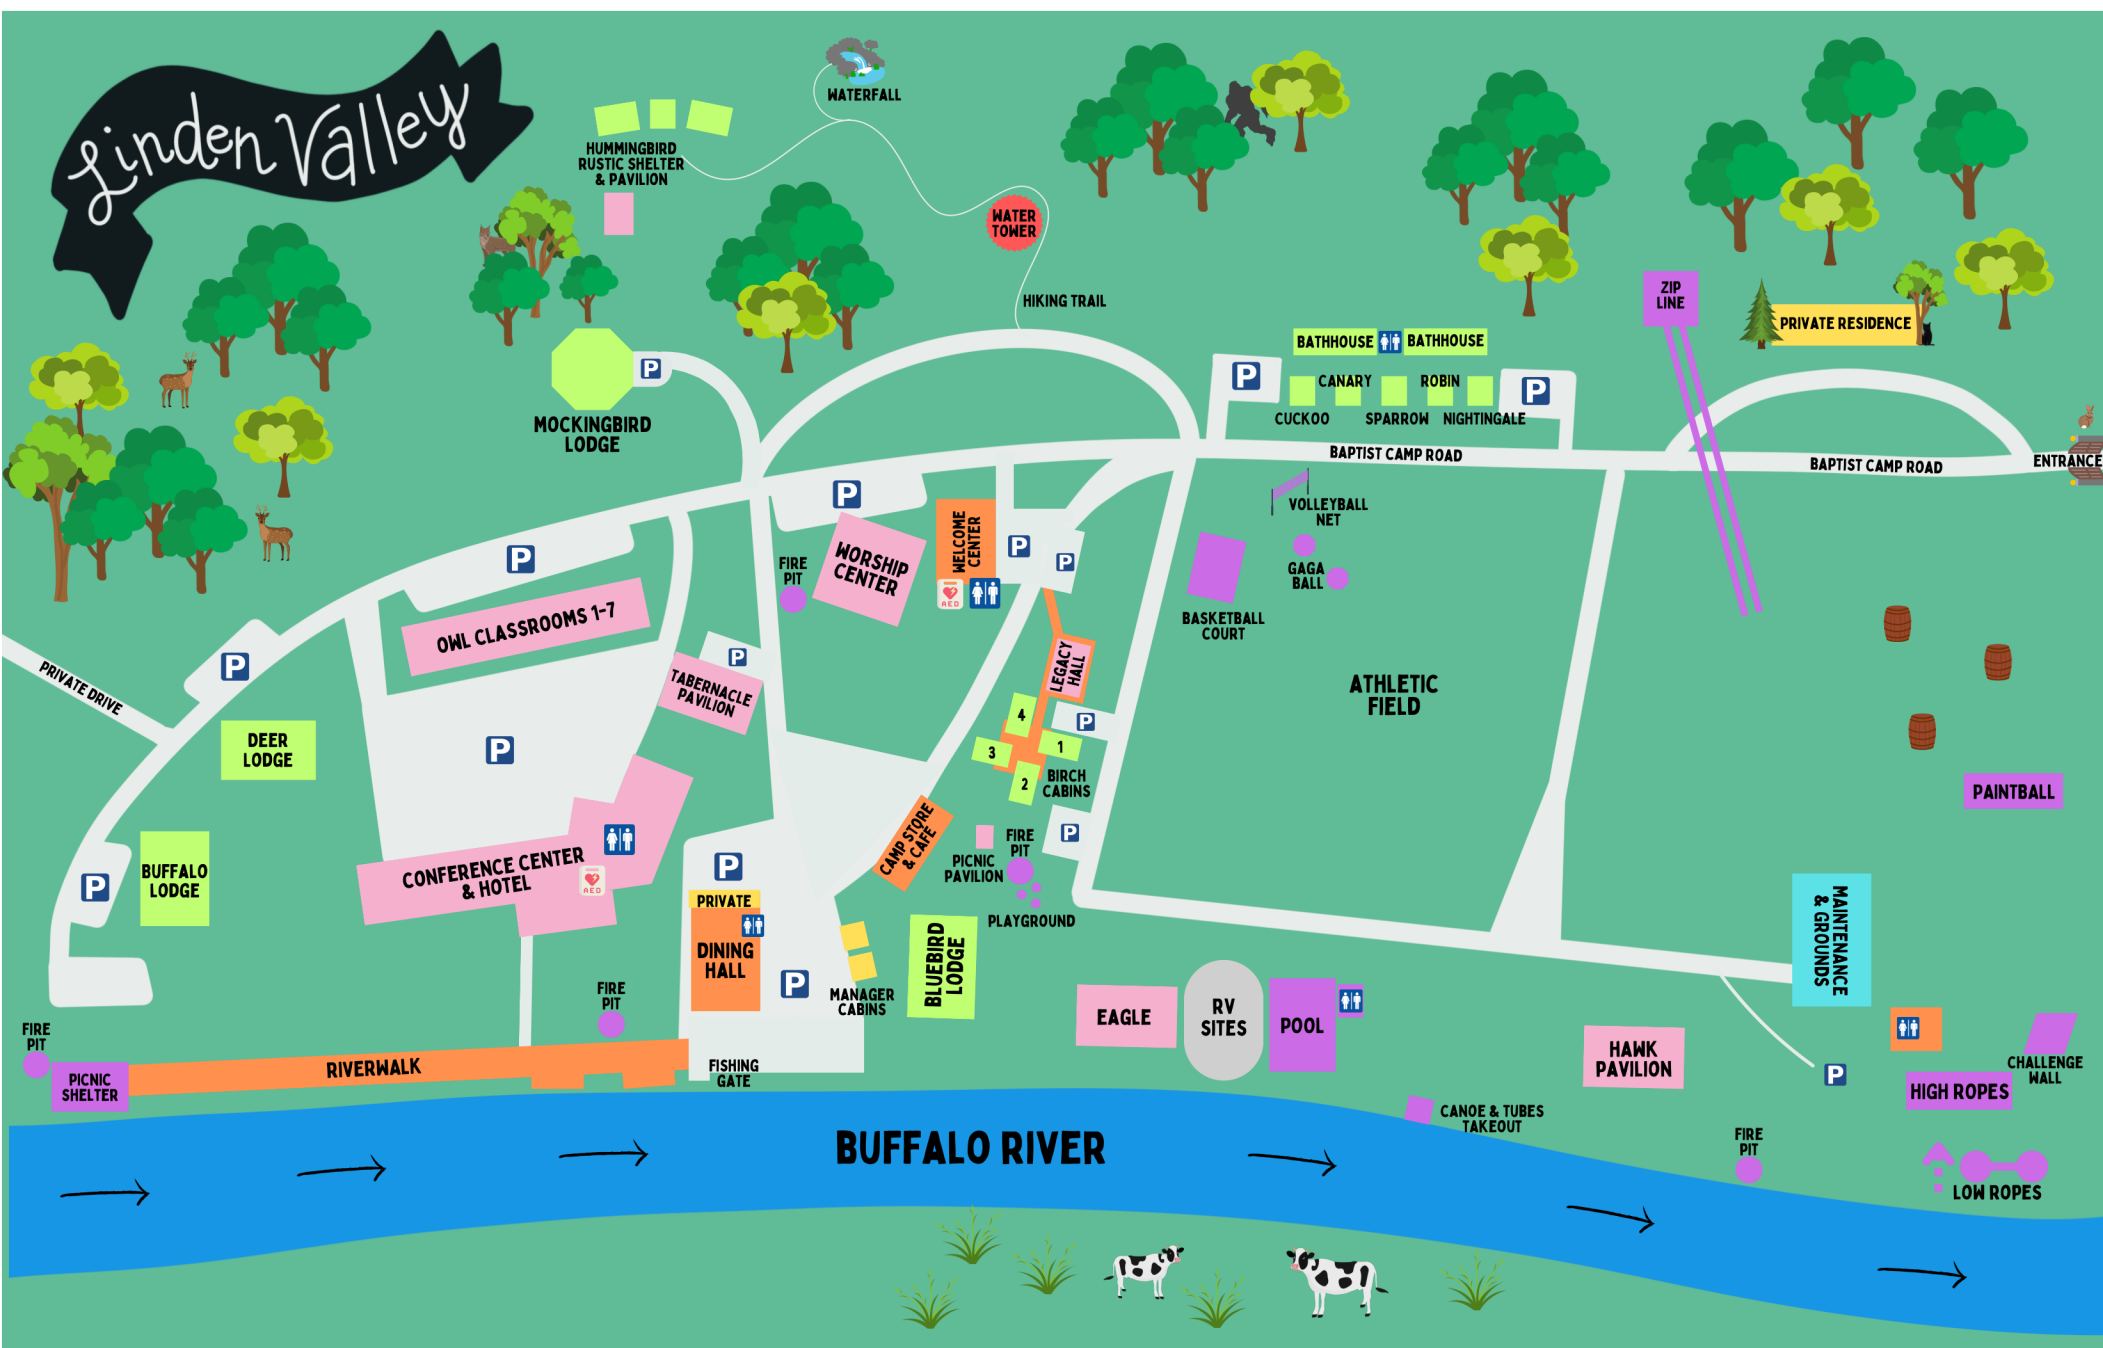 Linden Valley
WATERFALL
HUMMINGBIRD
RUSTIC SHELTER
& PAVILION
WATER
TOWER
HIKING TRAIL
ZIP
LINE
PRIVATE RESIDENCE
BATHHOUSE
BATHHOUSE
P
MOCKINGBIRD
LODGE
P
CANARY
ROBIN
P
CUCKOO
SPARROW
NIGHTINGALE
BAPTIST CAMP ROAD
BAPTIST CAMP ROAD
ENTRANCE
P
WELCOME
CENTER
P
P
AED
VOLLEYBALL
NET
GAGA
BALL
BASKETBALL
COURT
P
FIRE
PIT
WORSHIP
CENTER
OWL CLASSROOMS 1-7
P
P
TABERNACLE
PAVILION
LEGACY
HALL
PRIVATE DRIVE
DEER
LODGE
P
4
3
1
2
P
BIRCH
CABINS
ATHLETIC
FIELD
PAINTBALL
BUFFALO
LODGE
P
CONFERENCE CENTER
& HOTEL
AED
P
PRIVATE
DINING
HALL
P
CAMP STORE
& CAFE
PICNIC
PAVILION
FIRE
PIT
P
PLAYGROUND
MANAGER
CABINS
BLUEBIRD
LODGE
MAINTENANCE
& GROUNDS
EAGLE
RV
SITES
POOL
HAWK
PAVILION
P
CHALLENGE
WALL
HIGH ROPES
FIRE
PIT
FIRE
PIT
PICNIC
SHELTER
RIVERWALK
FISHING
GATE
CANOE & TUBES
TAKEOUT
FIRE
PIT
LOW ROPES
BUFFALO RIVER